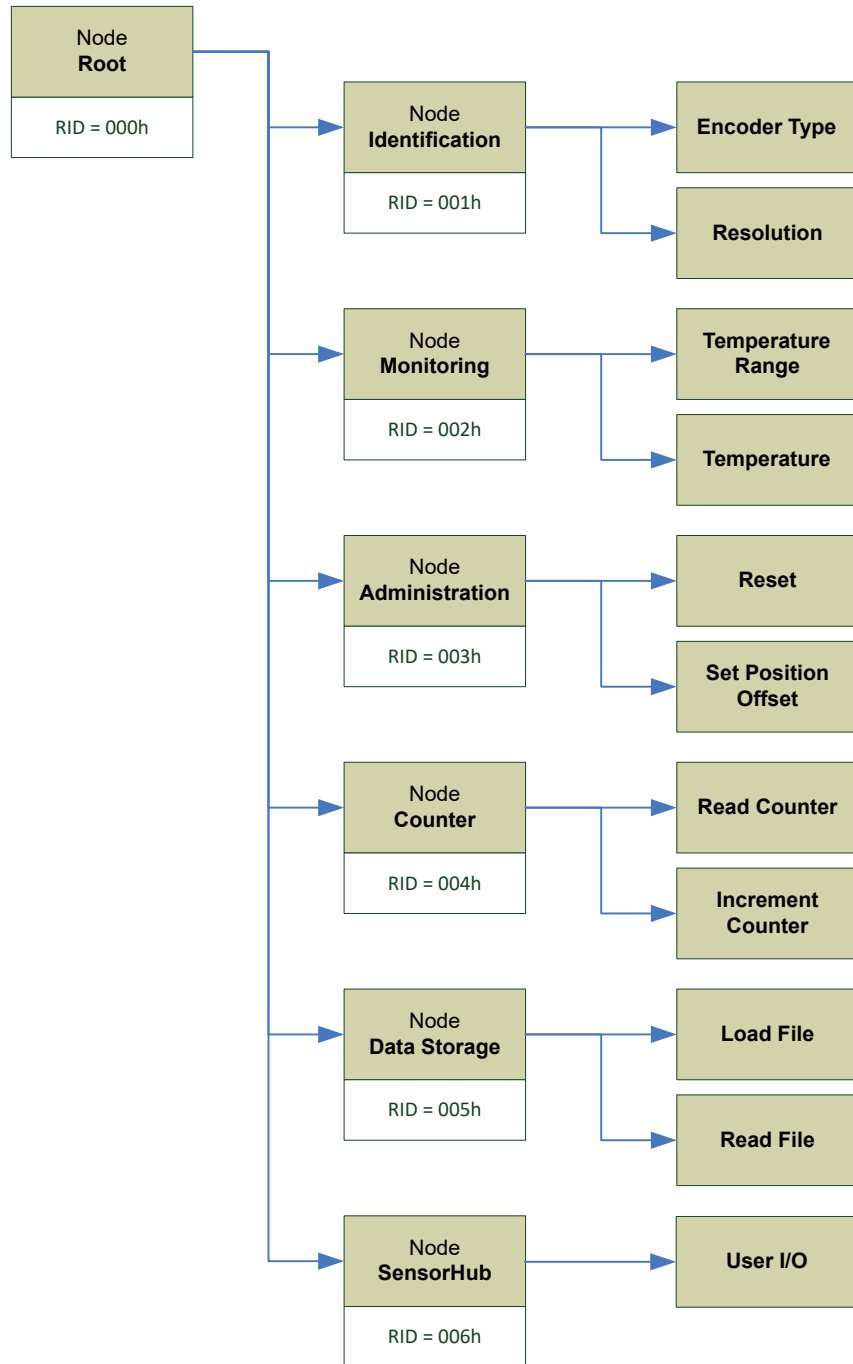 Node
Root
RID = 000h
Node
Identification
RID = 001h
Encoder Type
Resolution
Node
Monitoring
RID = 002h
Temperature
Range
Temperature
Node
Administration
RID = 003h
Reset
Set Position
Offset
Node
Counter
RID = 004h
Read Counter
Increment
Counter
Node
Data Storage
RID = 005h
Load File
Read File
Node
SensorHub
RID = 006h
User I/O